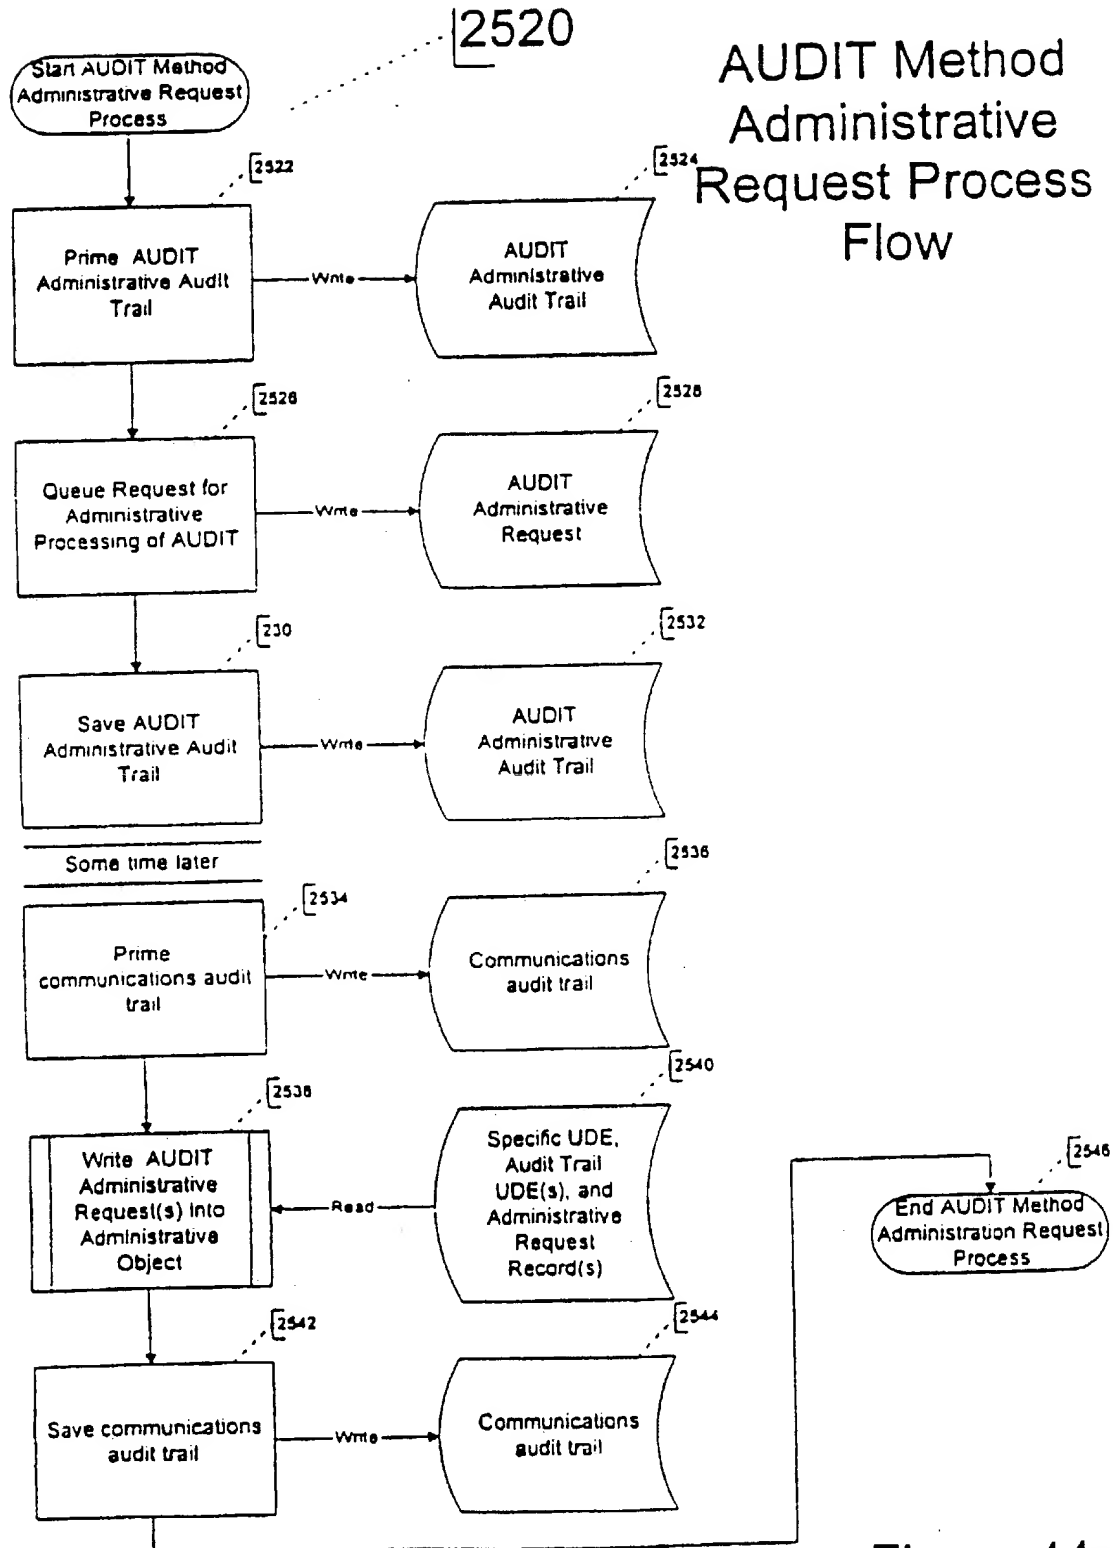 2520
AUDIT Method
Administrative
Request Process
Flow
Start AUDIT Method
Administrative Request
Process
2522
2524
Prime AUDIT
Administrative Audit
Trail
Write
AUDIT
Administrative
Audit Trail
2526
2528
Queue Request for
Administrative
Processing of AUDIT
Write
AUDIT
Administrative
Request
230
2532
Save AUDIT
Administrative Audit
Trail
Write
AUDIT
Administrative
Audit Trail
Some time later
2534
2536
Prime
communications audit
trail
Write
Communications
audit trail
2538
2540
Write AUDIT
Administrative
Request(s) into
Administrative
Object
Read
Specific UDE,
Audit Trail
UDE(s), and
Administrative
Request
Record(s)
2546
End AUDIT Method
Administration Request
Process
2542
2544
Save communications
audit trail
Write
Communications
audit trail